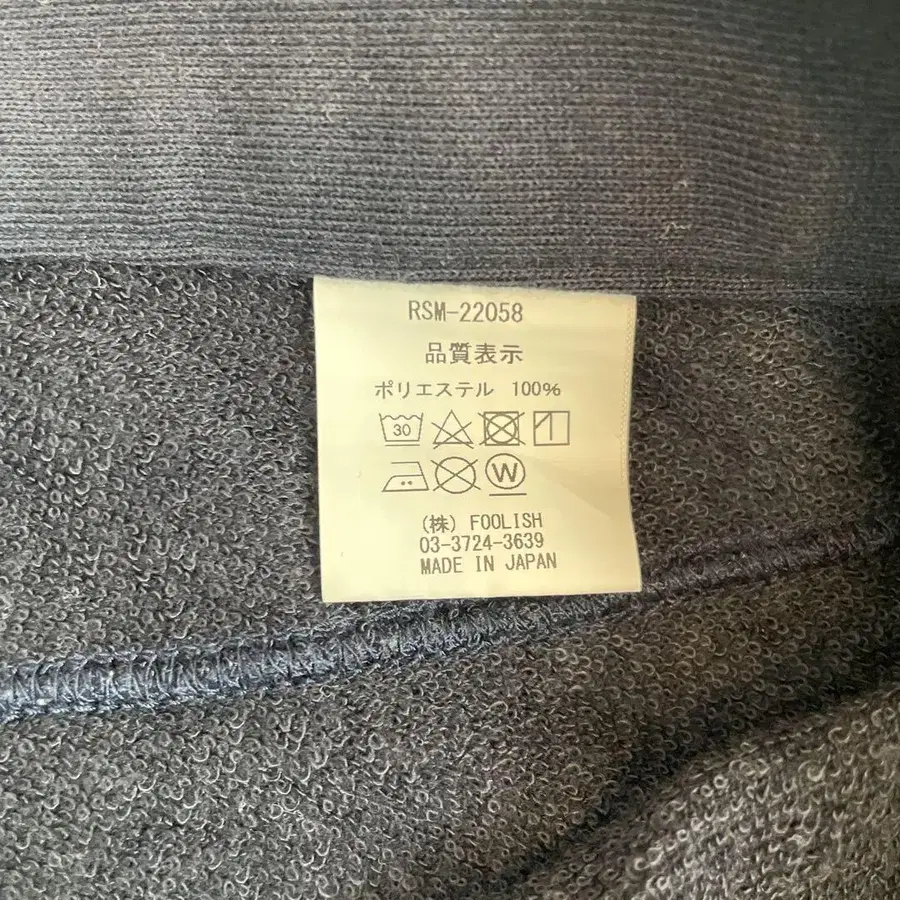 RSM-22058
品質表示
ポリエステル 100%
30
W
(株) FOOLISH
03-3724-3639
MADE IN JAPAN